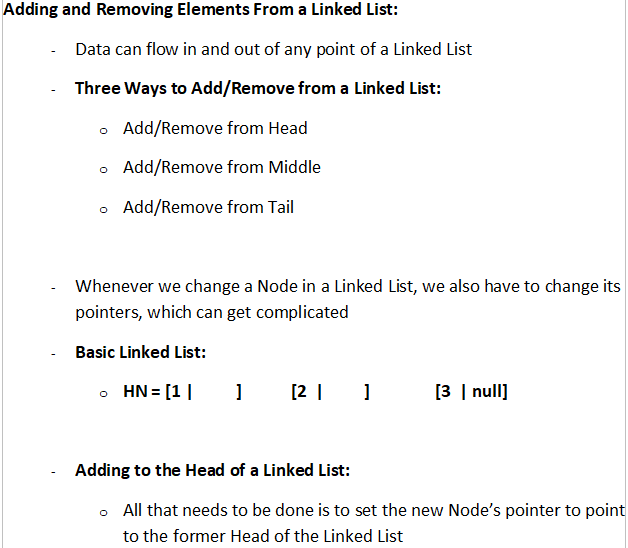 Adding and Removing Elements From a Linked List:
- Data can flow in and out of any point of a Linked List
- Three Ways to Add/Remove from a Linked List:
o Add/Remove from Head
o Add/Remove from Middle
o Add/Remove from Tail
- Whenever we change a Node in a Linked List, we also have to change its
pointers, which can get complicated
- Basic Linked List:
o HN = [1 | ] [2 | ] [3 | null]
- Adding to the Head of a Linked List:
o All that needs to be done is to set the new Node’s pointer to point
to the former Head of the Linked List